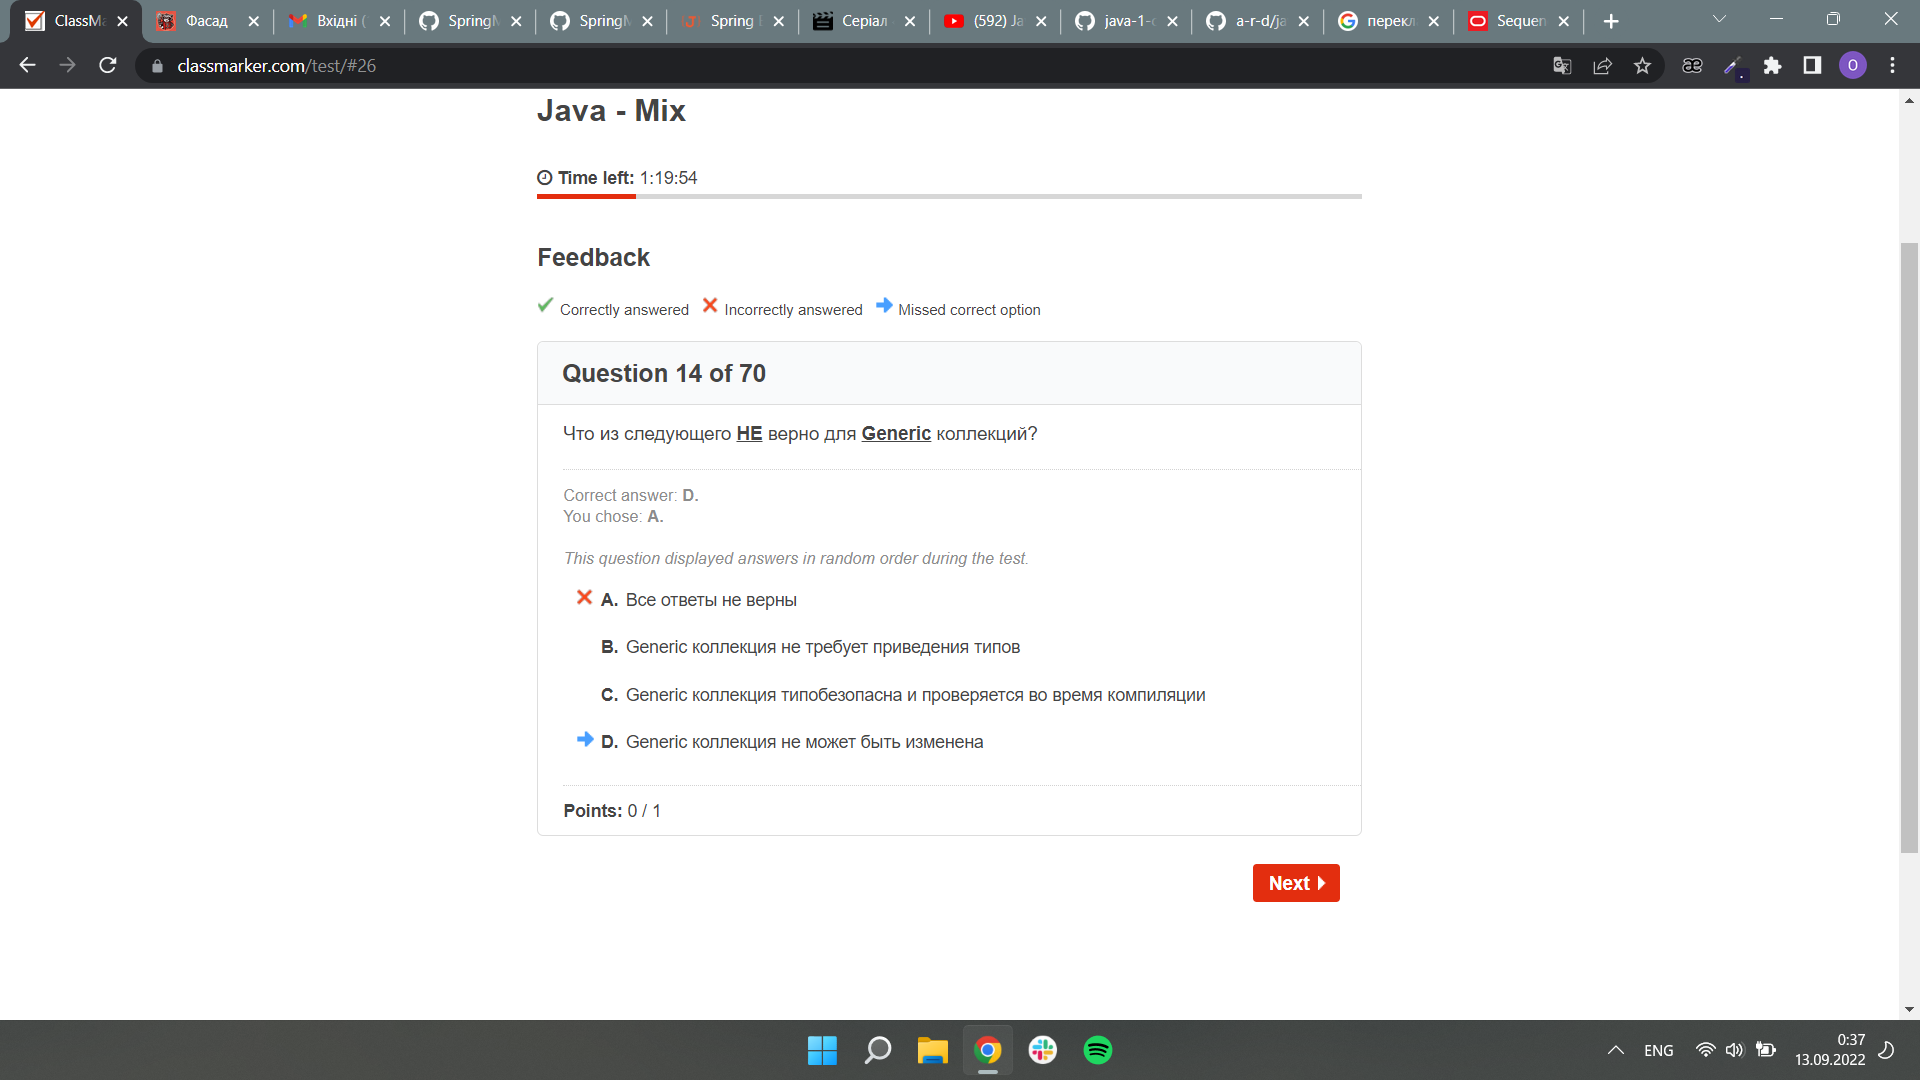 ClassMa
Фасад
Вхідні (
SpringM
SpringM
Spring
Серіал
(592) Ja
java-1-c
a-r-d/ja
перекл
Sequen
classmarker.com/test/#26
Java - Mix
Time left: 1:19:54
Feedback
Correctly answered Incorrectly answered Missed correct option
Question 14 of 70
Что из следующего НЕ верно для Generic коллекций?
Correct answer: D.
You chose: A.
This question displayed answers in random order during the test.
A. Все ответы не верны
B. Generic коллекция не требует приведения типов
C. Generic коллекция типобезопасна и проверяется во время компиляции
D. Generic коллекция не может быть изменена
Points: 0 / 1
Next
ENG
0:37
13.09.2022